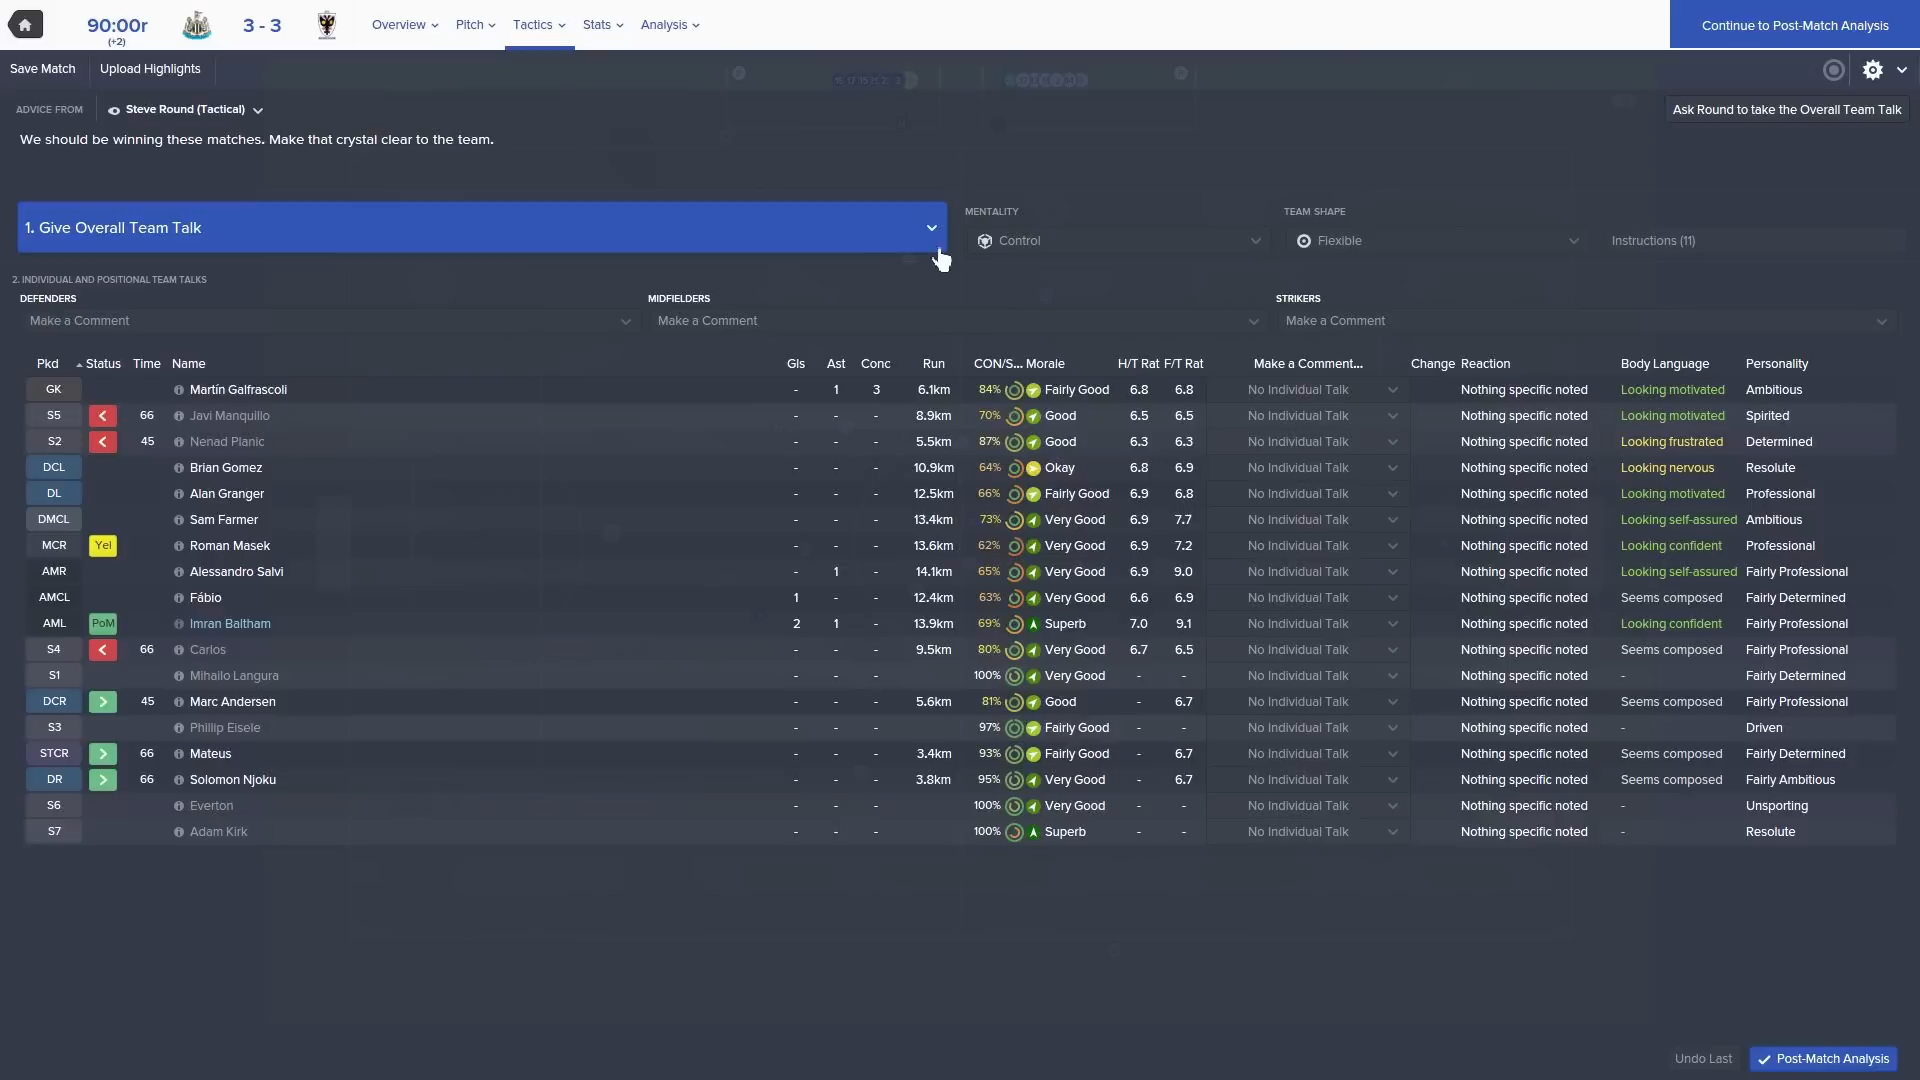 90:00r
(+2)
3 - 3
Overview
Pitch
Tactics
Stats
Analysis
Continue to Post-Match Analysis
Save Match
Upload Highlights
ADVICE FROM
Steve Round (Tactical)
Ask Round to take the Overall Team Talk
We should be winning these matches. Make that crystal clear to the team.
1. Give Overall Team Talk
MENTALITY
Control
TEAM SHAPE
Flexible
Instructions (11)
2. INDIVIDUAL AND POSITIONAL TEAM TALKS
DEFENDERS
Make a Comment
MIDFIELDERS
Make a Comment
STRIKERS
Make a Comment
Pkd Status Time Name Gls Ast Conc Run CON/S... Morale H/T Rat F/T Rat Make a Comment... Change Reaction Body Language Personality
GK Martín Galfrascoli - 1 3 6.1km 84% Fairly Good 6.8 6.8 No Individual Talk Nothing specific noted Looking motivated Ambitious
S5 66 Javi Manquillo - - - 8.9km 70% Good 6.5 6.5 No Individual Talk Nothing specific noted Looking motivated Spirited
S2 45 Nenad Planic - - - 5.5km 87% Good 6.3 6.3 No Individual Talk Nothing specific noted Looking frustrated Determined
DCL Brian Gomez - - - 10.9km 64% Okay 6.8 6.9 No Individual Talk Nothing specific noted Looking nervous Resolute
DL Alan Granger - - - 12.5km 66% Fairly Good 6.9 6.8 No Individual Talk Nothing specific noted Looking motivated Professional
DMCL Sam Farmer - - - 13.4km 73% Very Good 6.9 7.7 No Individual Talk Nothing specific noted Looking self-assured Ambitious
MCR Yel Roman Masek - - - 13.6km 62% Very Good 6.9 7.2 No Individual Talk Nothing specific noted Looking confident Professional
AMR Alessandro Salvi - 1 - 14.1km 65% Very Good 6.9 9.0 No Individual Talk Nothing specific noted Looking self-assured Fairly Professional
AMCL Fábio 1 - - 12.4km 63% Very Good 6.6 6.9 No Individual Talk Nothing specific noted Seems composed Fairly Determined
AML PoM Imran Baltham 2 1 - 13.9km 69% Superb 7.0 9.1 No Individual Talk Nothing specific noted Looking confident Fairly Professional
S4 66 Carlos - - - 9.5km 80% Very Good 6.7 6.5 No Individual Talk Nothing specific noted Seems composed Fairly Professional
S1 Mihailo Langura - - - 100% Very Good - - No Individual Talk Nothing specific noted - Fairly Determined
DCR 45 Marc Andersen - - - 5.6km 81% Good - 6.7 No Individual Talk Nothing specific noted Seems composed Fairly Professional
S3 Phillip Eisele - - - 97% Fairly Good - - No Individual Talk Nothing specific noted - Driven
STCR 66 Mateus - - - 3.4km 93% Fairly Good - 6.7 No Individual Talk Nothing specific noted Seems composed Fairly Determined
DR 66 Solomon Njoku - - - 3.8km 95% Very Good - 6.7 No Individual Talk Nothing specific noted Seems composed Fairly Ambitious
S6 Everton - - - 100% Very Good - - No Individual Talk Nothing specific noted - Unsporting
S7 Adam Kirk - - - 100% Superb - - No Individual Talk Nothing specific noted - Resolute
Undo Last
Post-Match Analysis